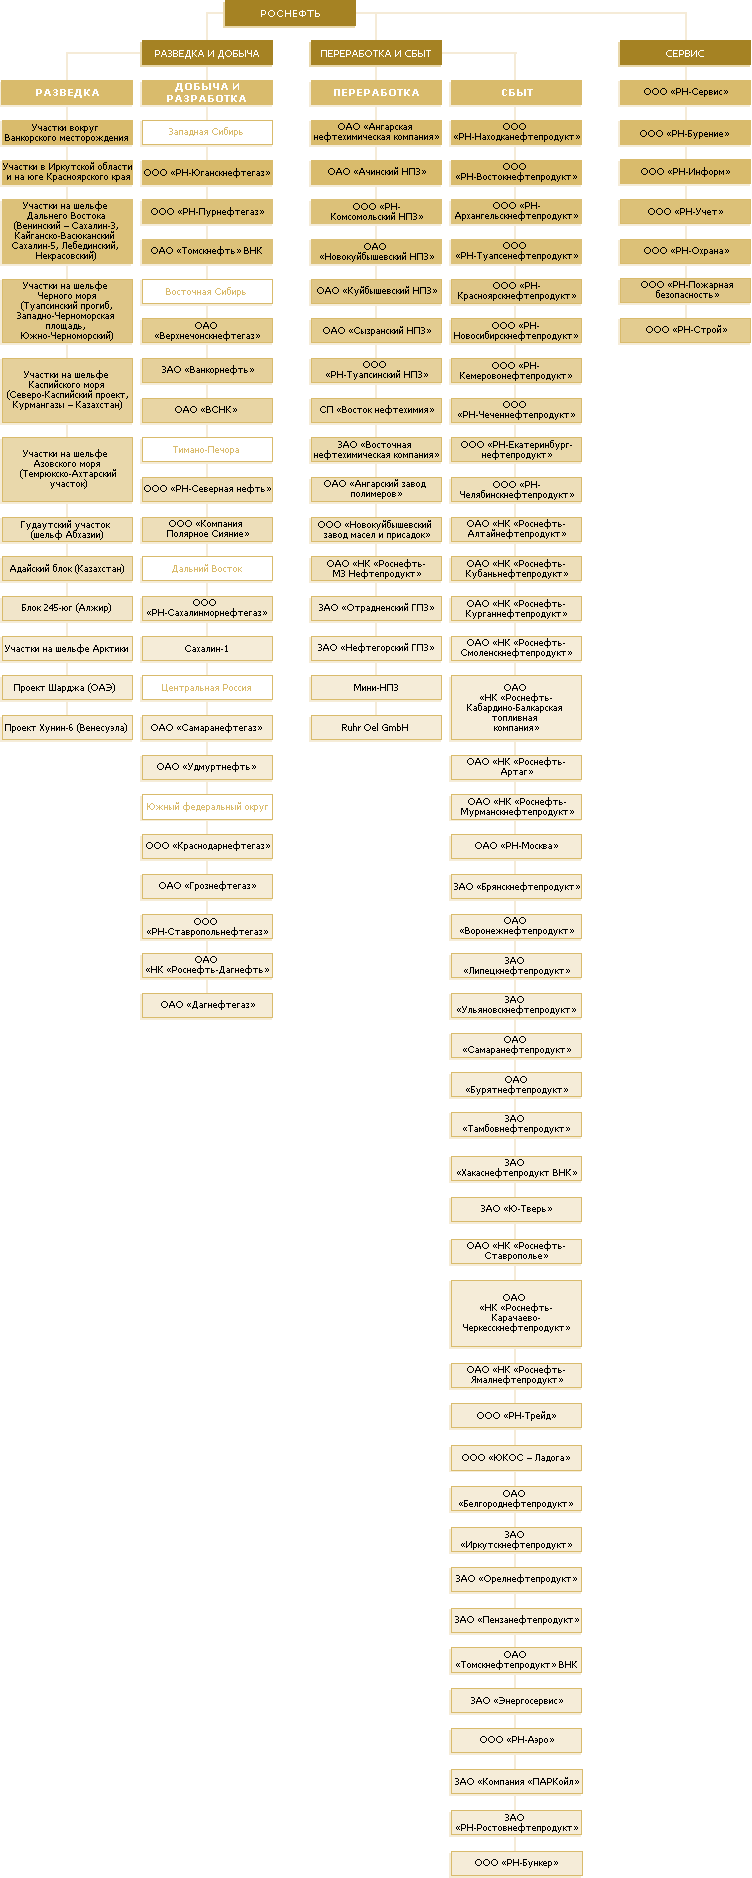 РОСНЕФТЬ
РАЗВЕДКА И ДОБЫЧА
ПЕРЕРАБОТКА И СБЫТ
СЕРВИС
РАЗВЕДКА
Участки вокруг
Ванкорского месторождения
Участки в Иркутской области
и на юге Красноярского края
Участки на шельфе
Дальнего Востока
(Венинский – Сахалин-3,
Кайганско-Васюканский
Сахалин-5, Лебединский,
Некрасовский)
Участки на шельфе
Черного моря
(Туапсинский прогиб,
Западно-Черноморская
площадь,
Южно-Черноморский)
Участки на шельфе
Каспийского моря
(Северо-Каспийский проект,
Курмангазы – Казахстан)
Участки на шельфе
Азовского моря
(Темрюкско-Ахтарский
участок)
Гудаутский участок
(шельф Абхазии)
Адайский блок (Казахстан)
Блок 245-юг (Алжир)
Участки на шельфе Арктики
Проект Шарджа (ОАЭ)
Проект Хунин-6 (Венесуэла)
ДОБЫЧА И
РАЗРАБОТКА
Западная Сибирь
ООО «РН-Юганскнефтегаз»
ООО «РН-Пурнефтегаз»
ОАО «Томскнефть» ВНК
Восточная Сибирь
ОАО
«Верхнечонскнефтегаз»
ЗАО «Ванкорнефть»
ОАО «ВСНК»
Тимано-Печора
ООО «РН-Северная нефть»
ООО «Компания
Полярное Сияние»
Дальний Восток
ООО
«РН-Сахалинморнефтегаз»
Сахалин-1
Центральная Россия
ОАО «Самаранефтегаз»
ОАО «Удмуртнефть»
Южный федеральный округ
ООО «Краснодарнефтегаз»
ОАО «Грознефтегаз»
ООО
«РН-Ставропольнефтегаз»
ОАО
«НК «Роснефть-Дагнефть»
ОАО «Дагнефтегаз»
ПЕРЕРАБОТКА
ОАО «Ангарская
нефтехимическая компания»
ОАО «Ачинский НПЗ»
ООО «РН-
Комсомольский НПЗ»
ОАО
«Новокуйбышевский НПЗ»
ОАО «Куйбышевский НПЗ»
ОАО «Сызранский НПЗ»
ООО
«РН-Туапсинский НПЗ»
СП «Восток нефтехимия»
ЗАО «Восточная
нефтехимическая компания»
ОАО «Ангарский завод
полимеров»
ООО «Новокуйбышевский
завод масел и присадок»
ОАО «НК «Роснефть-
МЗ Нефтепродукт»
ЗАО «Отрадненский ГПЗ»
ЗАО «Нефтегорский ГПЗ»
Мини-НПЗ
Ruhr Oel GmbH
СБЫТ
ООО
«РН-Находканефтепродукт»
ООО
«РН-Востокнефтепродукт»
ООО «РН-
Архангельскнефтепродукт»
ООО
«РН-Туапсенефтепродукт»
ООО «РН-
Красноярскнефтепродукт»
ООО «РН-
Новосибирскнефтепродукт»
ООО «РН-
Кемеровонефтепродукт»
ООО
«РН-Чеченнефтепродукт»
ООО «РН-Екатеринбург-
нефтепродукт»
ООО «РН-
Челябинскнефтепродукт»
ОАО «НК «Роснефть-
Алтайнефтепродукт»
ОАО «НК «Роснефть-
Кубаньнефтепродукт»
ОАО «НК «Роснефть-
Курганнефтепродукт»
ОАО «НК «Роснефть-
Смоленскнефтепродукт»
ОАО
«НК «Роснефть-
Кабардино-Балкарская
топливная
компания»
ОАО «НК «Роснефть-
Артаг»
ОАО «НК «Роснефть-
Мурманскнефтепродукт»
ОАО «РН-Москва»
ЗАО «Брянскнефтепродукт»
ОАО
«Воронежнефтепродукт»
ЗАО
«Липецкнефтепродукт»
ЗАО
«Ульяновскнефтепродукт»
ОАО
«Самаранефтепродукт»
ОАО
«Бурятнефтепродукт»
ЗАО
«Тамбовнефтепродукт»
ЗАО
«Хакаснефтепродукт ВНК»
ЗАО «Ю-Тверь»
ОАО «НК «Роснефть-
Ставрополье»
ОАО
«НК «Роснефть-
Карачаево-
Черкесскнефтепродукт»
ОАО «НК «Роснефть-
Ямалнефтепродукт»
ООО «РН-Трейд»
ООО «ЮКОС – Ладога»
ОАО
«Белгороднефтепродукт»
ЗАО
«Иркутскнефтепродукт»
ЗАО «Орелнефтепродукт»
ЗАО «Пензанефтепродукт»
ОАО
«Томскнефтепродукт» ВНК
ЗАО «Энергосервис»
ООО «РН-Аэро»
ЗАО «Компания «ПАРКойл»
ЗАО
«РН-Ростовнефтепродукт»
ООО «РН-Бункер»
ООО «РН-Сервис»
ООО «РН-Бурение»
ООО «РН-Информ»
ООО «РН-Учет»
ООО «РН-Охрана»
ООО «РН-Пожарная
безопасность»
ООО «РН-Строй»